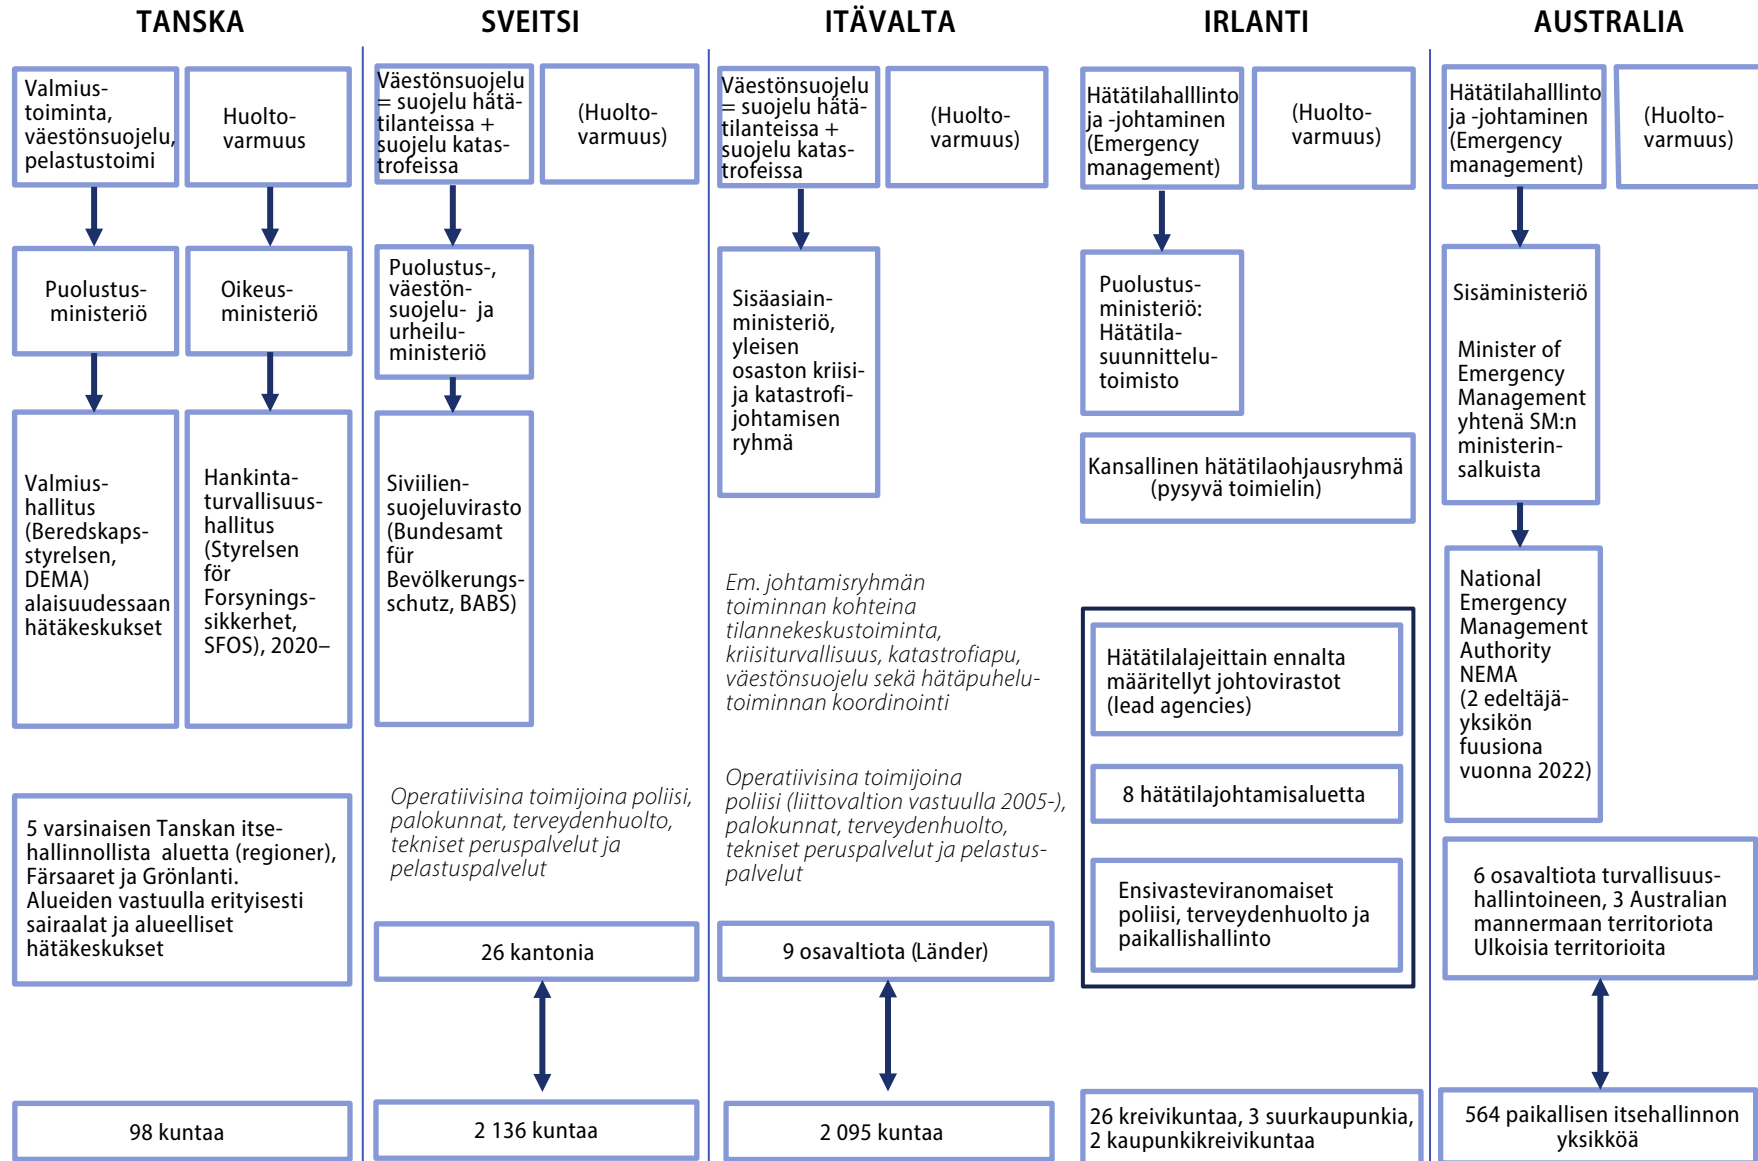 TANSKA
Valmius-
toiminta,
väestönsuojelu,
pelastustoimi
Huolto-
varmuus
Puolustus-
ministeriö
Oikeus-
ministeriö
Valmius-
hallitus
(Beredskaps-
styrelsen,
DEMA)
alaisuudessaan
hätäkeskukset
Hankinta-
turvallisuus-
hallitus
(Styrelsen
för
Forsynings-
sikkerhet,
SFOS), 2020–
5 varsinaisen Tanskan itse-
hallinnollista aluetta (regioner),
Färsaaret ja Grönlanti.
Alueiden vastuulla erityisesti
sairaalat ja alueelliset
hätäkeskukset
98 kuntaa
SVEITSI
Väestönsuojelu
= suojelu hätä-
tilanteissa +
suojelu katas-
trofeissa
(Huolto-
varmuus)
Puolustus-,
väestön-
suojelu- ja
urheilu-
ministeriö
Siviilien-
suojeluvirasto
(Bundesamt
für
Bevölkerungs-
schutz, BABS)
Operatiivisina toimijoina poliisi,
palokunnat, terveydenhuolto,
tekniset peruspalvelut ja
pelastuspalvelut
26 kantonia
2 136 kuntaa
ITÄVALTA
Väestönsuojelu
= suojelu hätä-
tilanteissa +
suojelu katas-
trofeissa
(Huolto-
varmuus)
Sisäasiain-
ministeriö,
yleisen
osaston kriisi-
ja katastrofi-
johtamisen
ryhmä
Em. johtamisryhmän
toiminnan kohteina
tilannekeskustoiminta,
kriisiturvallisuus, katastrofiapu,
väestönsuojelu sekä hätäpuhelu-
toiminnan koordinointi
Operatiivisina toimijoina
poliisi (liittovaltion vastuulla 2005-),
palokunnat, terveydenhuolto,
tekniset peruspalvelut ja pelastus-
palvelut
9 osavaltiota (Länder)
2 095 kuntaa
IRLANTI
Hätätilahalllinto
ja -johtaminen
(Emergency
management)
(Huolto-
varmuus)
Puolustus-
ministeriö:
Hätätila-
suunnittelu-
toimisto
Kansallinen hätätilaohjausryhmä
(pysyvä toimielin)
Hätätilalajeittain ennalta
määritellyt johtovirastot
(lead agencies)
8 hätätilajohtamisaluetta
Ensivasteviranomaiset
poliisi, terveydenhuolto ja
paikallishallinto
26 kreivikuntaa, 3 suurkaupunkia,
2 kaupunkikreivikuntaa
AUSTRALIA
Hätätilahalllinto
ja -johtaminen
(Emergency
management)
(Huolto-
varmuus)
Sisäministeriö
Minister of
Emergency
Management
yhtenä SM:n
ministerin-
salkuista
National
Emergency
Management
Authority
NEMA
(2 edeltäjä-
yksikön
fuusiona
vuonna 2022)
6 osavaltiota turvallisuus-
hallintoineen, 3 Australian
mannermaan territoriota
Ulkoisia territorioita
564 paikallisen itsehallinnon
yksikköä